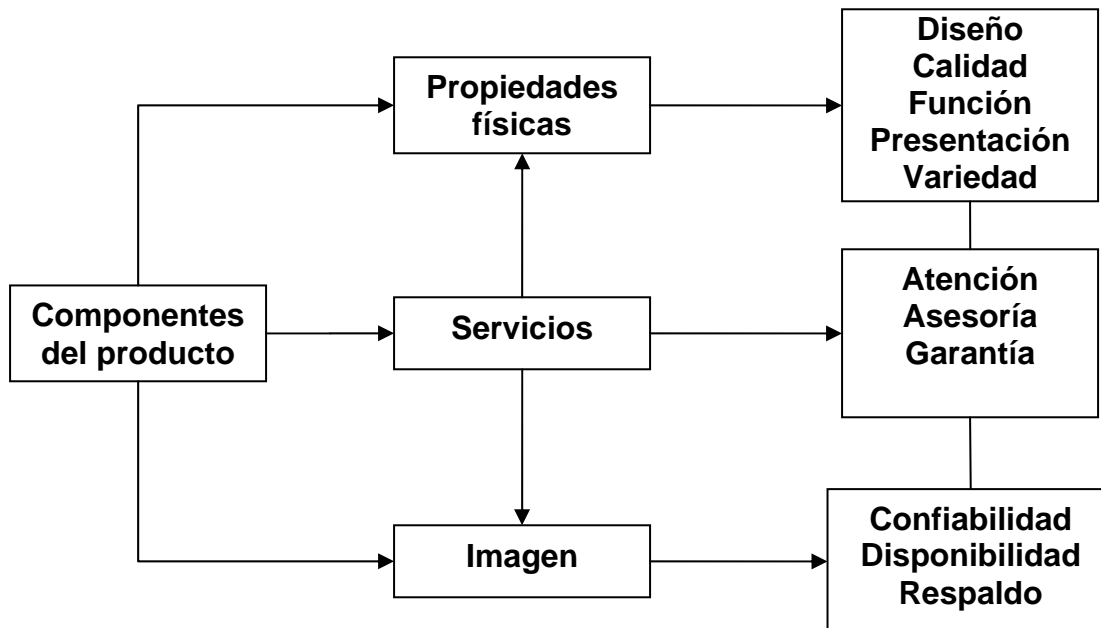 Propiedades
físicas
Diseño
Calidad
Función
Presentación
Variedad
Componentes
del producto
Servicios
Atención
Asesoría
Garantía
Imagen
Confiabilidad
Disponibilidad
Respaldo